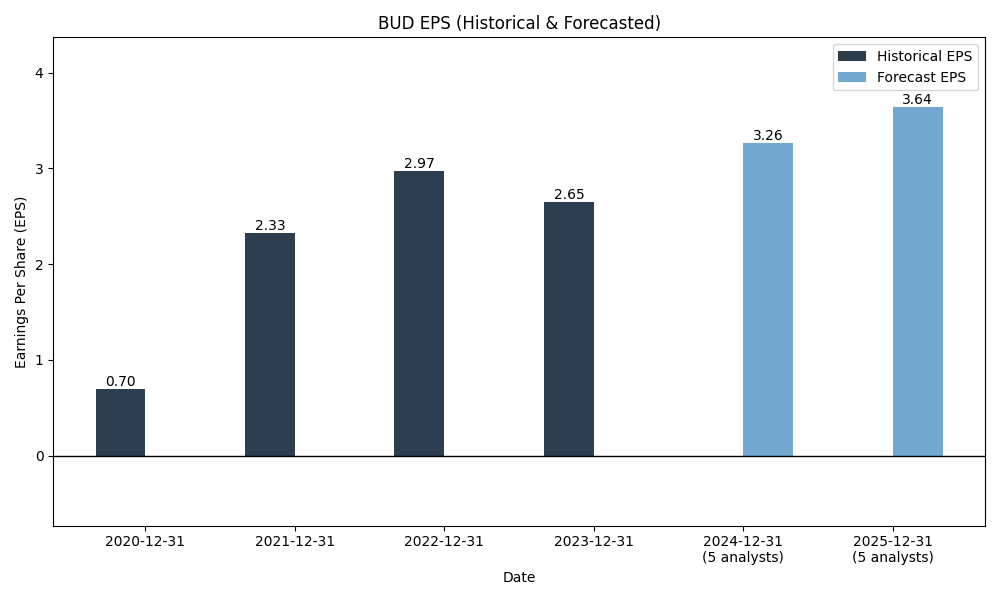 BUD EPS (Historical & Forecasted)
Historical EPS
Forecast EPS
Earnings Per Share (EPS)
4
3
2
1
0
0.70
2.33
2.97
2.65
3.26
3.64
2020-12-31
2021-12-31
2022-12-31
2023-12-31
2024-12-31
(5 analysts)
2025-12-31
(5 analysts)
Date